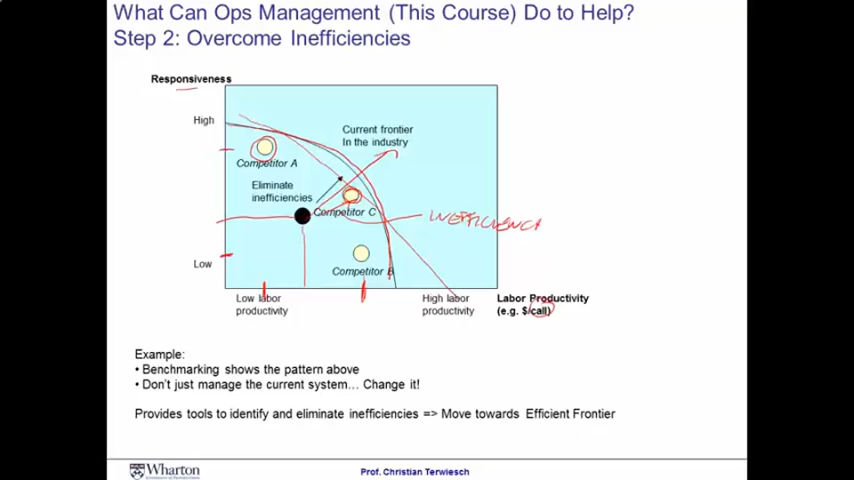 What Can Ops Management (This Course) Do to Help?
Step 2: Overcome Inefficiencies
Responsiveness
High
Current frontier
In the industry
Competitor A
Eliminate
inefficiencies
Competitor C
INEFFICIENCY
Low
Competitor B
Low labor
productivity
High labor
productivity
Labor Productivity
(e.g. $/call)
Example:
• Benchmarking shows the pattern above
• Don't just manage the current system… Change it!
Provides tools to identify and eliminate inefficiencies => Move towards Efficient Frontier
Wharton
Prof. Christian Terwiesch